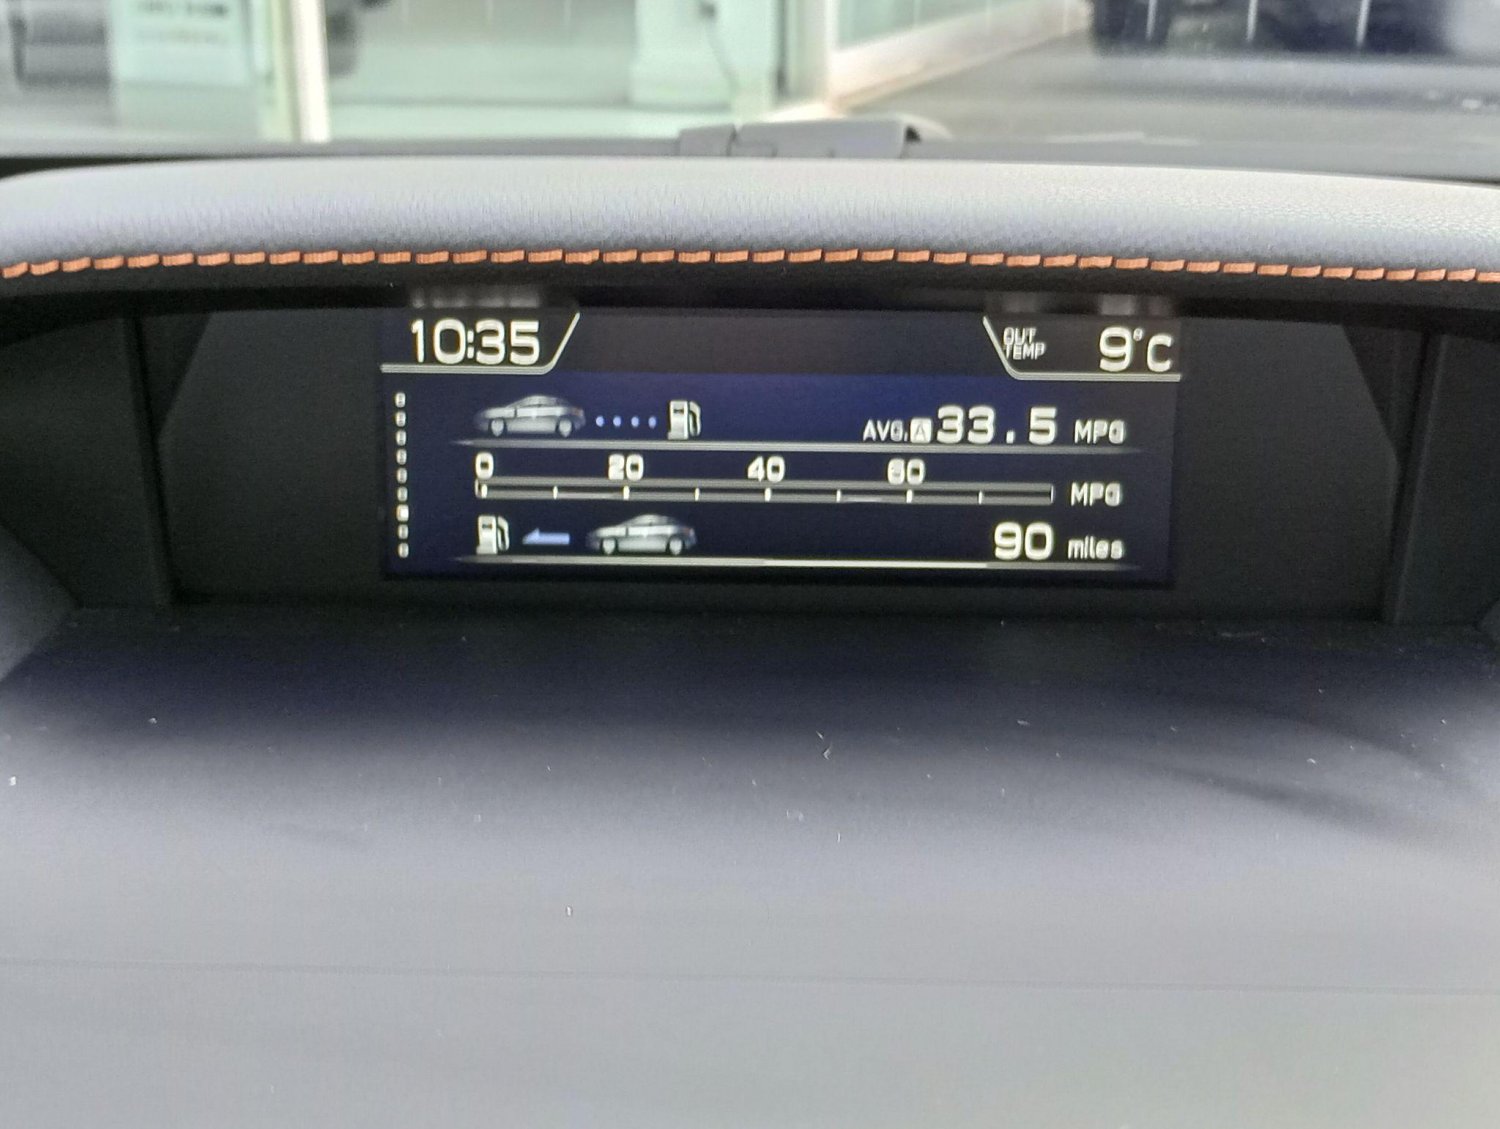 10:35
OUT TEMP 9°C
AVG. A 33.5 MPG
0 20 40 60
MPG
90 miles